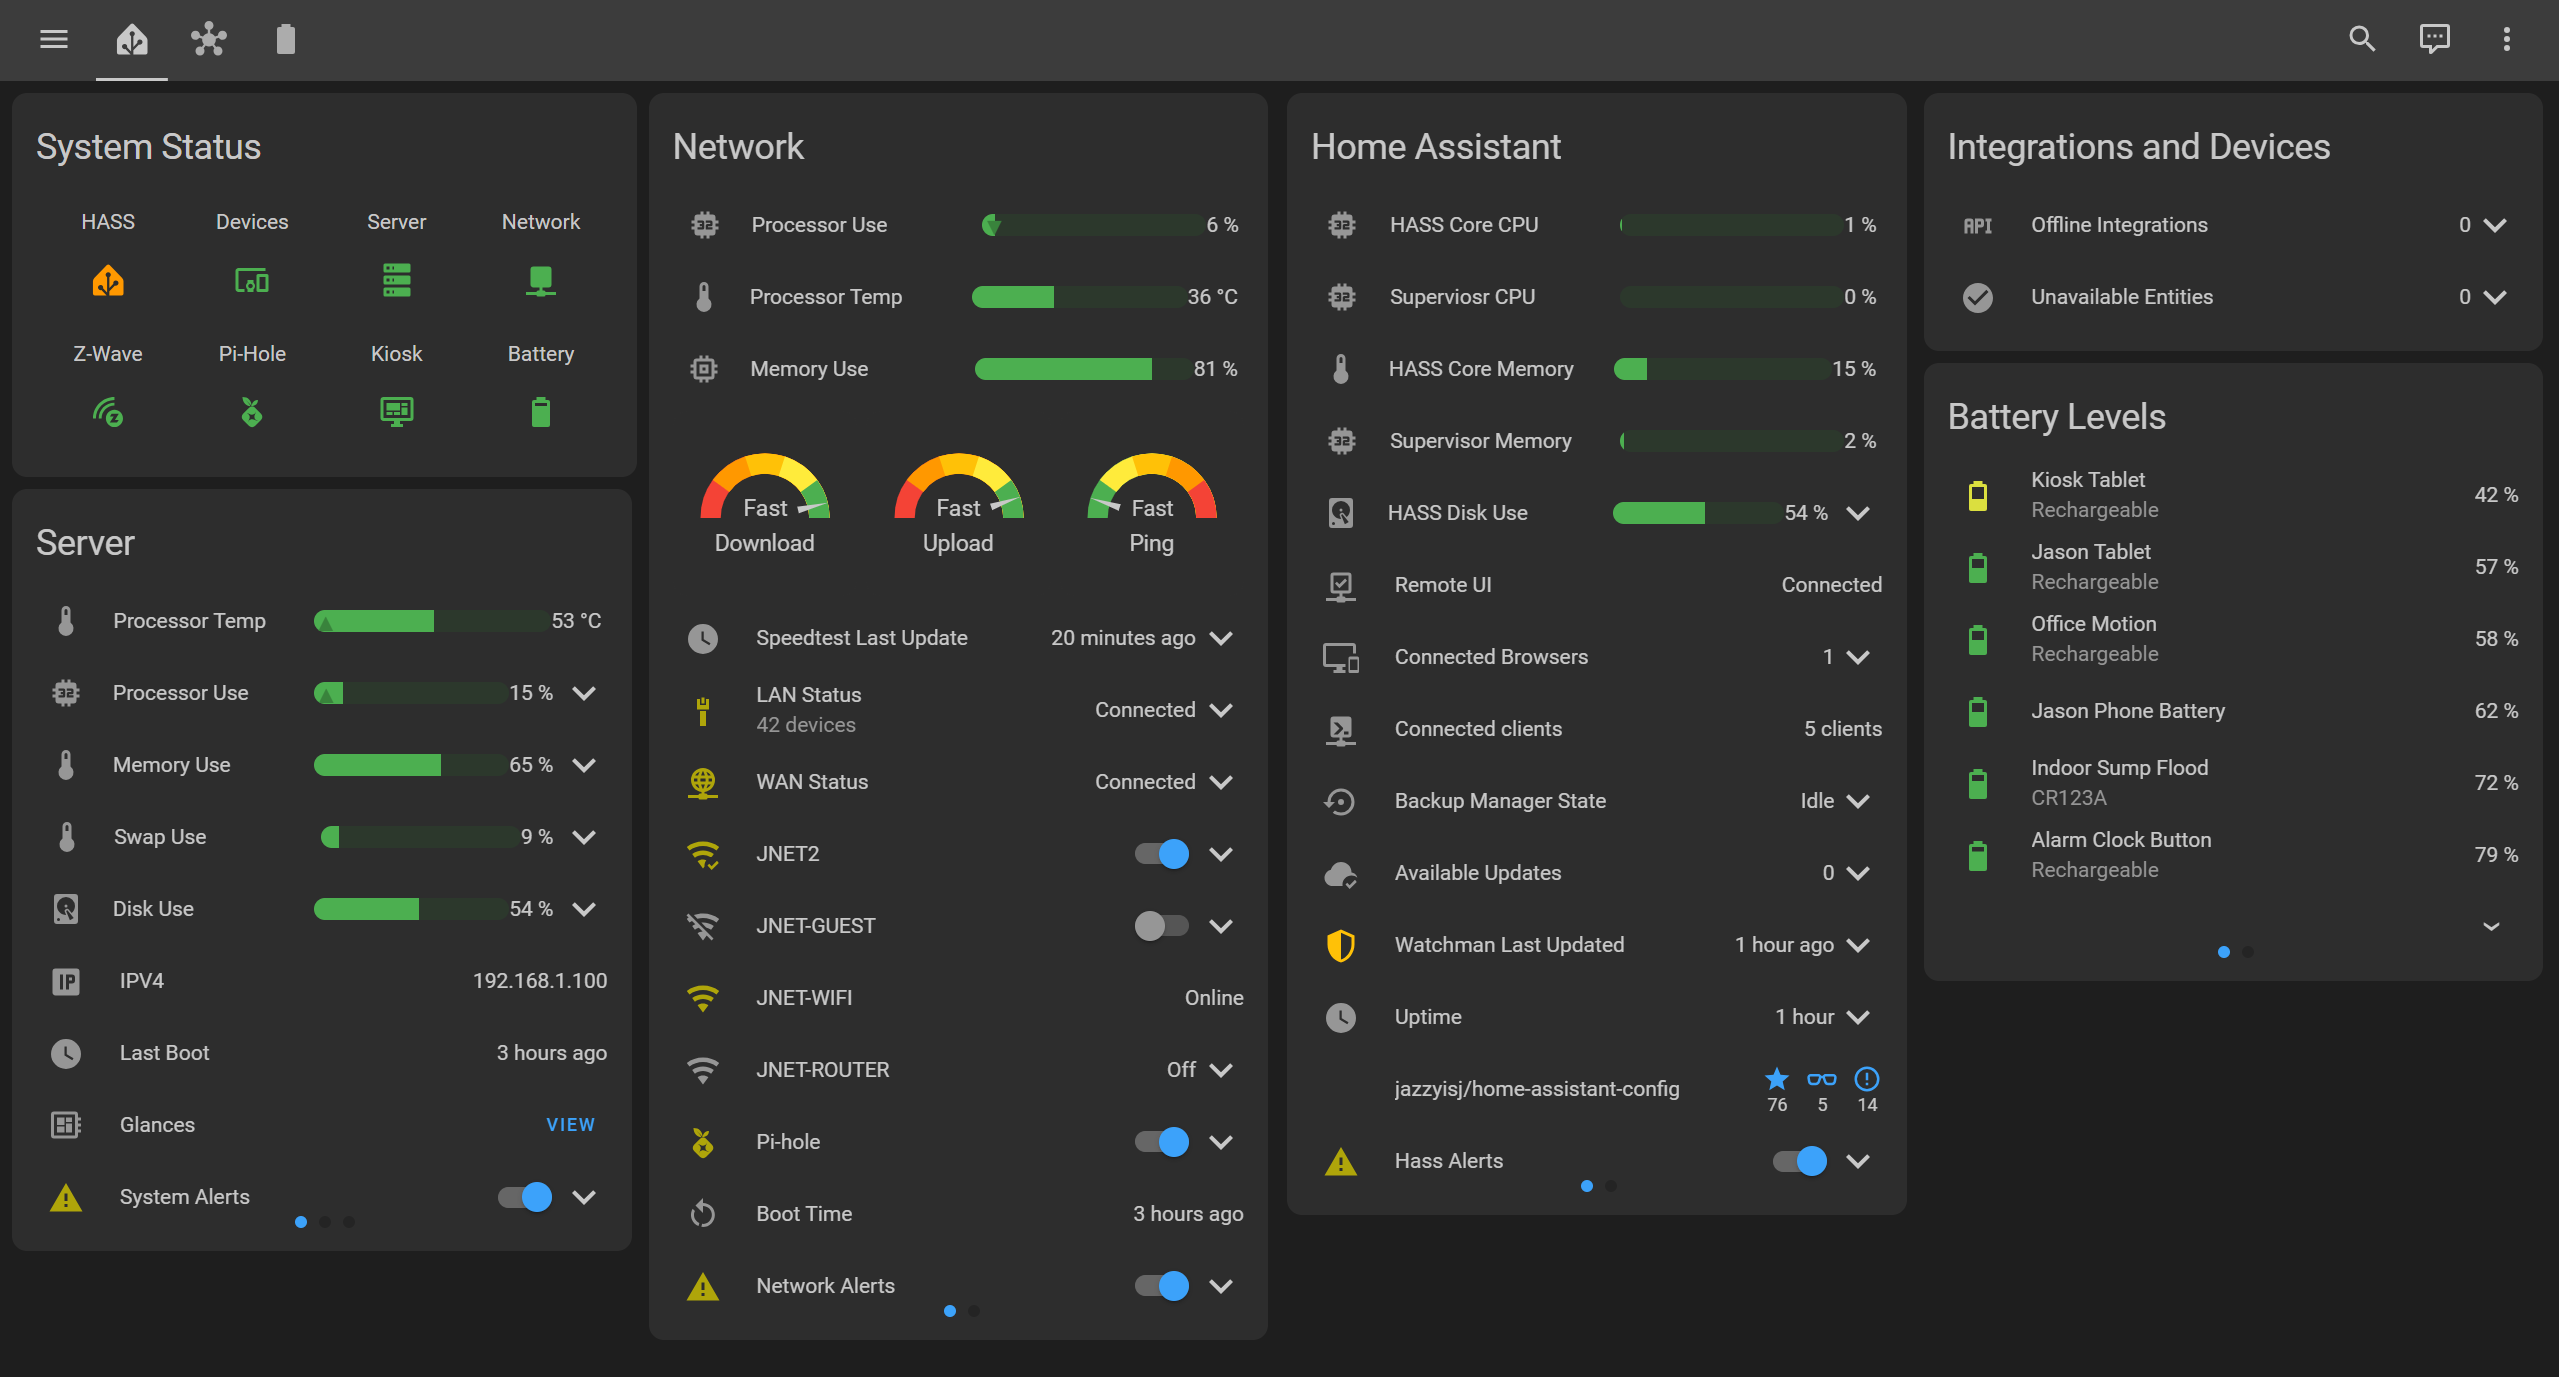 System Status
HASS Devices Server Network
Z-Wave Pi-Hole Kiosk Battery
Server
Processor Temp 53 °C
Processor Use 15 %
Memory Use 65 %
Swap Use 9 %
Disk Use 54 %
IPV4 192.168.1.100
Last Boot 3 hours ago
Glances VIEW
System Alerts
Network
Processor Use 6 %
Processor Temp 36 °C
Memory Use 81 %
Fast Fast Fast
Download Upload Ping
Speedtest Last Update 20 minutes ago
LAN Status Connected
42 devices
WAN Status Connected
JNET2
JNET-GUEST
JNET-WIFI Online
JNET-ROUTER Off
Pi-hole
Boot Time 3 hours ago
Network Alerts
Home Assistant
HASS Core CPU 1 %
Superviosr CPU 0 %
HASS Core Memory 15 %
Supervisor Memory 2 %
HASS Disk Use 54 %
Remote UI Connected
Connected Browsers 1
Connected clients 5 clients
Backup Manager State Idle
Available Updates 0
Watchman Last Updated 1 hour ago
Uptime 1 hour
jazzyisj/home-assistant-config
76 5 14
Hass Alerts
Integrations and Devices
API Offline Integrations 0
Unavailable Entities 0
Battery Levels
Kiosk Tablet 42 %
Rechargeable
Jason Tablet 57 %
Rechargeable
Office Motion 58 %
Rechargeable
Jason Phone Battery 62 %
Indoor Sump Flood 72 %
CR123A
Alarm Clock Button 79 %
Rechargeable